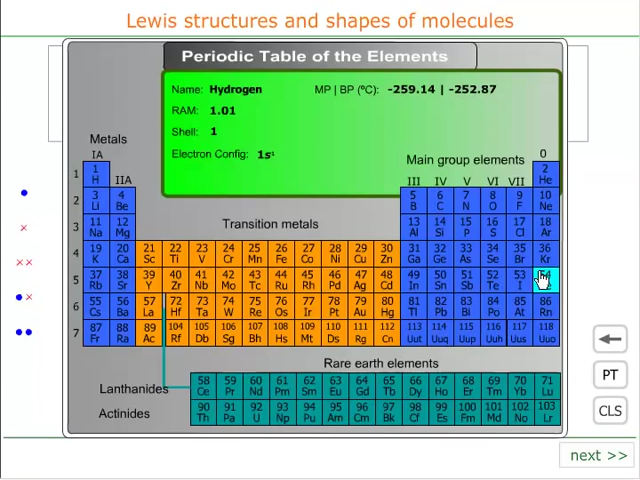 Lewis structures and shapes of molecules
Periodic Table of the Elements
Name: Hydrogen MP | BP (ºC): -259.14 | -252.87
RAM: 1.01
Shell: 1
Electron Config: 1s¹
Metals
Main group elements
IA IIA III IV V VI VII 0
1 1 H 2 He
2 3 Li 4 Be 5 B 6 C 7 N 8 O 9 F 10 Ne
Transition metals
3 11 Na 12 Mg 13 Al 14 Si 15 P 16 S 17 Cl 18 Ar
4 19 K 20 Ca 21 Sc 22 Ti 23 V 24 Cr 25 Mn 26 Fe 27 Co 28 Ni 29 Cu 30 Zn 31 Ga 32 Ge 33 As 34 Se 35 Br 36 Kr
5 37 Rb 38 Sr 39 Y 40 Zr 41 Nb 42 Mo 43 Tc 44 Ru 45 Rh 46 Pd 47 Ag 48 Cd 49 In 50 Sn 51 Sb 52 Te 53 I
6 55 Cs 56 Ba 57 La 72 Hf 73 Ta 74 W 75 Re 76 Os 77 Ir 78 Pt 79 Au 80 Hg 81 Tl 82 Pb 83 Bi 84 Po 85 At 86 Rn
7 87 Fr 88 Ra 89 Ac 104 Rf 105 Db 106 Sg 107 Bh 108 Hs 109 Mt 110 Ds 111 Rg 112 Cn 113 Uut 114 Uuq 115 Uup 116 Uuh 117 Uus 118 Uuo
Rare earth elements
Lanthanides 58 Ce 59 Pr 60 Nd 61 Pm 62 Sm 63 Eu 64 Gd 65 Tb 66 Dy 67 Ho 68 Er 69 Tm 70 Yb 71 Lu
Actinides 90 Th 91 Pa 92 U 93 Np 94 Pu 95 Am 96 Cm 97 Bk 98 Cf 99 Es 100 Fm 101 Md 102 No 103 Lr
PT
CLS
next >>